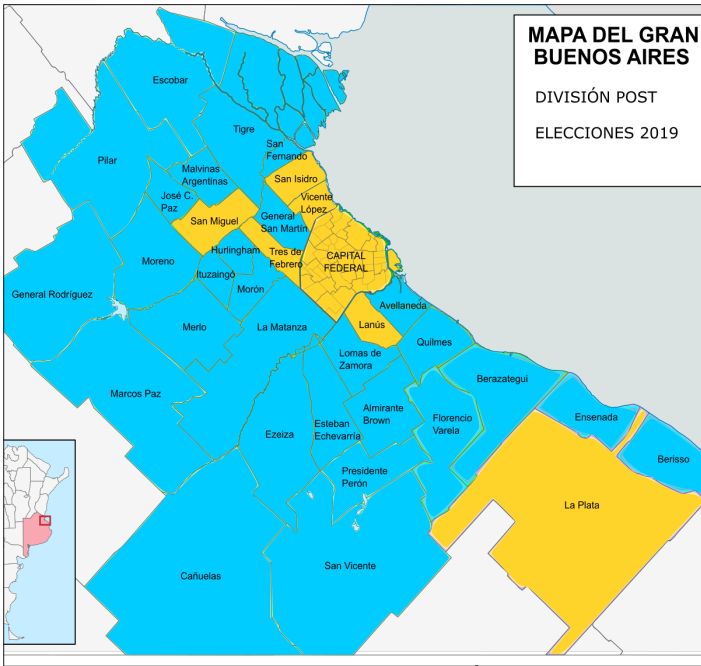 MAPA DEL GRAN
BUENOS AIRES
DIVISIÓN POST
ELECCIONES 2019
Escobar
Tigre
San
Fernando
Pilar
Malvinas
Argentinas
San Isidro
José C.
Paz
Vicente
López
San Miguel
General
San Martín
Hurlingham
Tres de
Febrero
CAPITAL
FEDERAL
Moreno
Ituzaingó
Morón
General Rodríguez
Avellaneda
Merlo
La Matanza
Lanús
Quilmes
Lomas de
Zamora
Berazategui
Marcos Paz
Almirante
Brown
Florencio
Varela
Ensenada
Ezeiza
Esteban
Echevarría
Berisso
Presidente
Perón
La Plata
San Vicente
Cañuelas